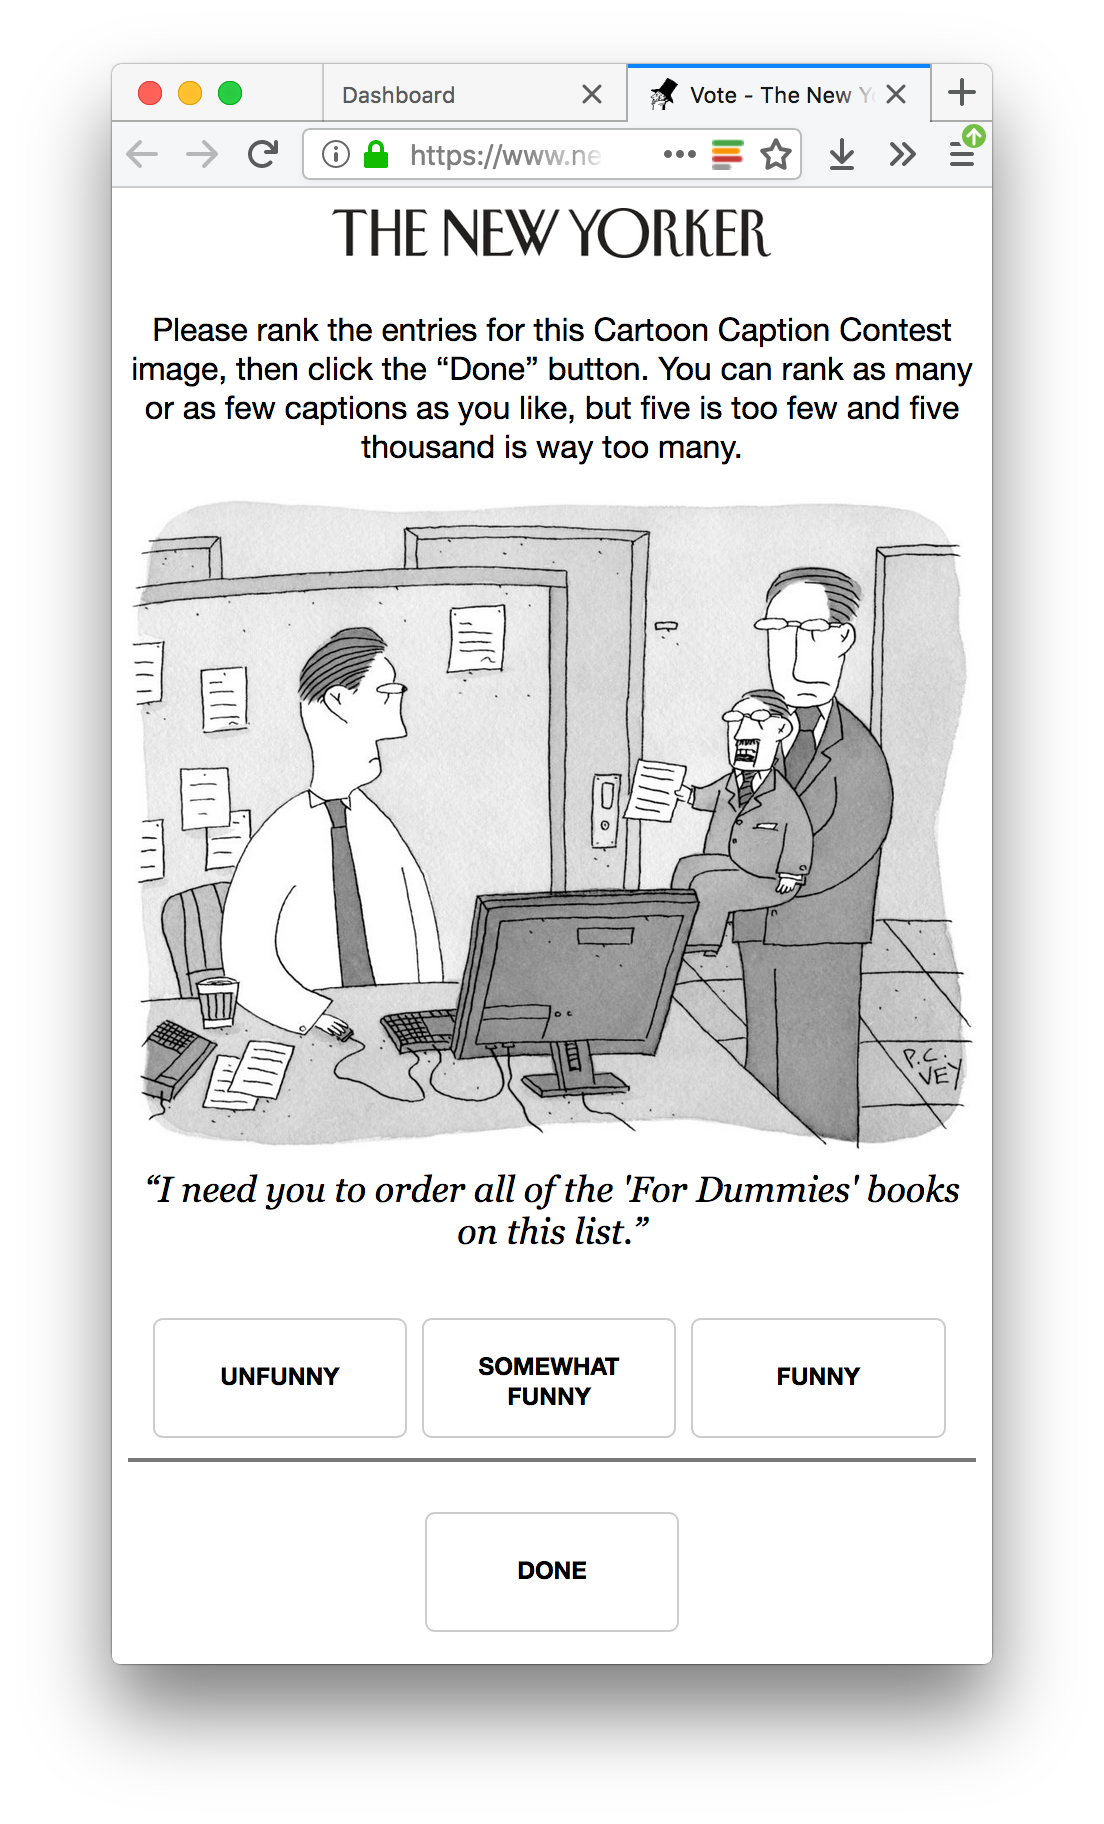 Dashboard
Vote - The New Y
https://www.ne
THE NEW YORKER
Please rank the entries for this Cartoon Caption Contest
image, then click the “Done” button. You can rank as many
or as few captions as you like, but five is too few and five
thousand is way too many.
P.C.
VEY
“I need you to order all of the 'For Dummies' books
on this list.”
UNFUNNY
SOMEWHAT
FUNNY
FUNNY
DONE